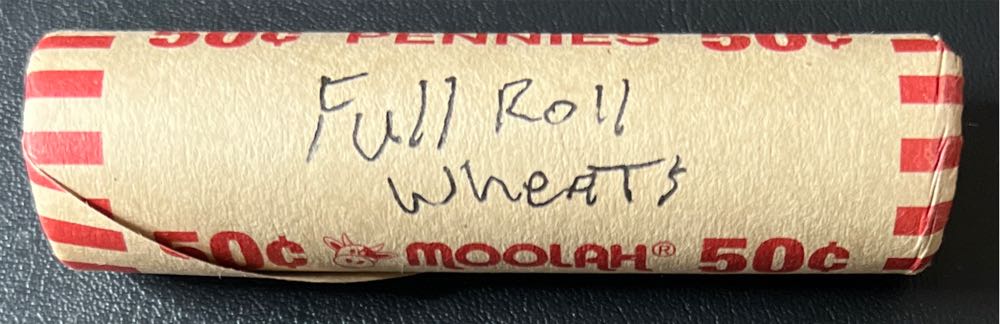 50¢ PENNIES 50¢
Full Roll
WheATs
50¢ MOOLAH® 50¢